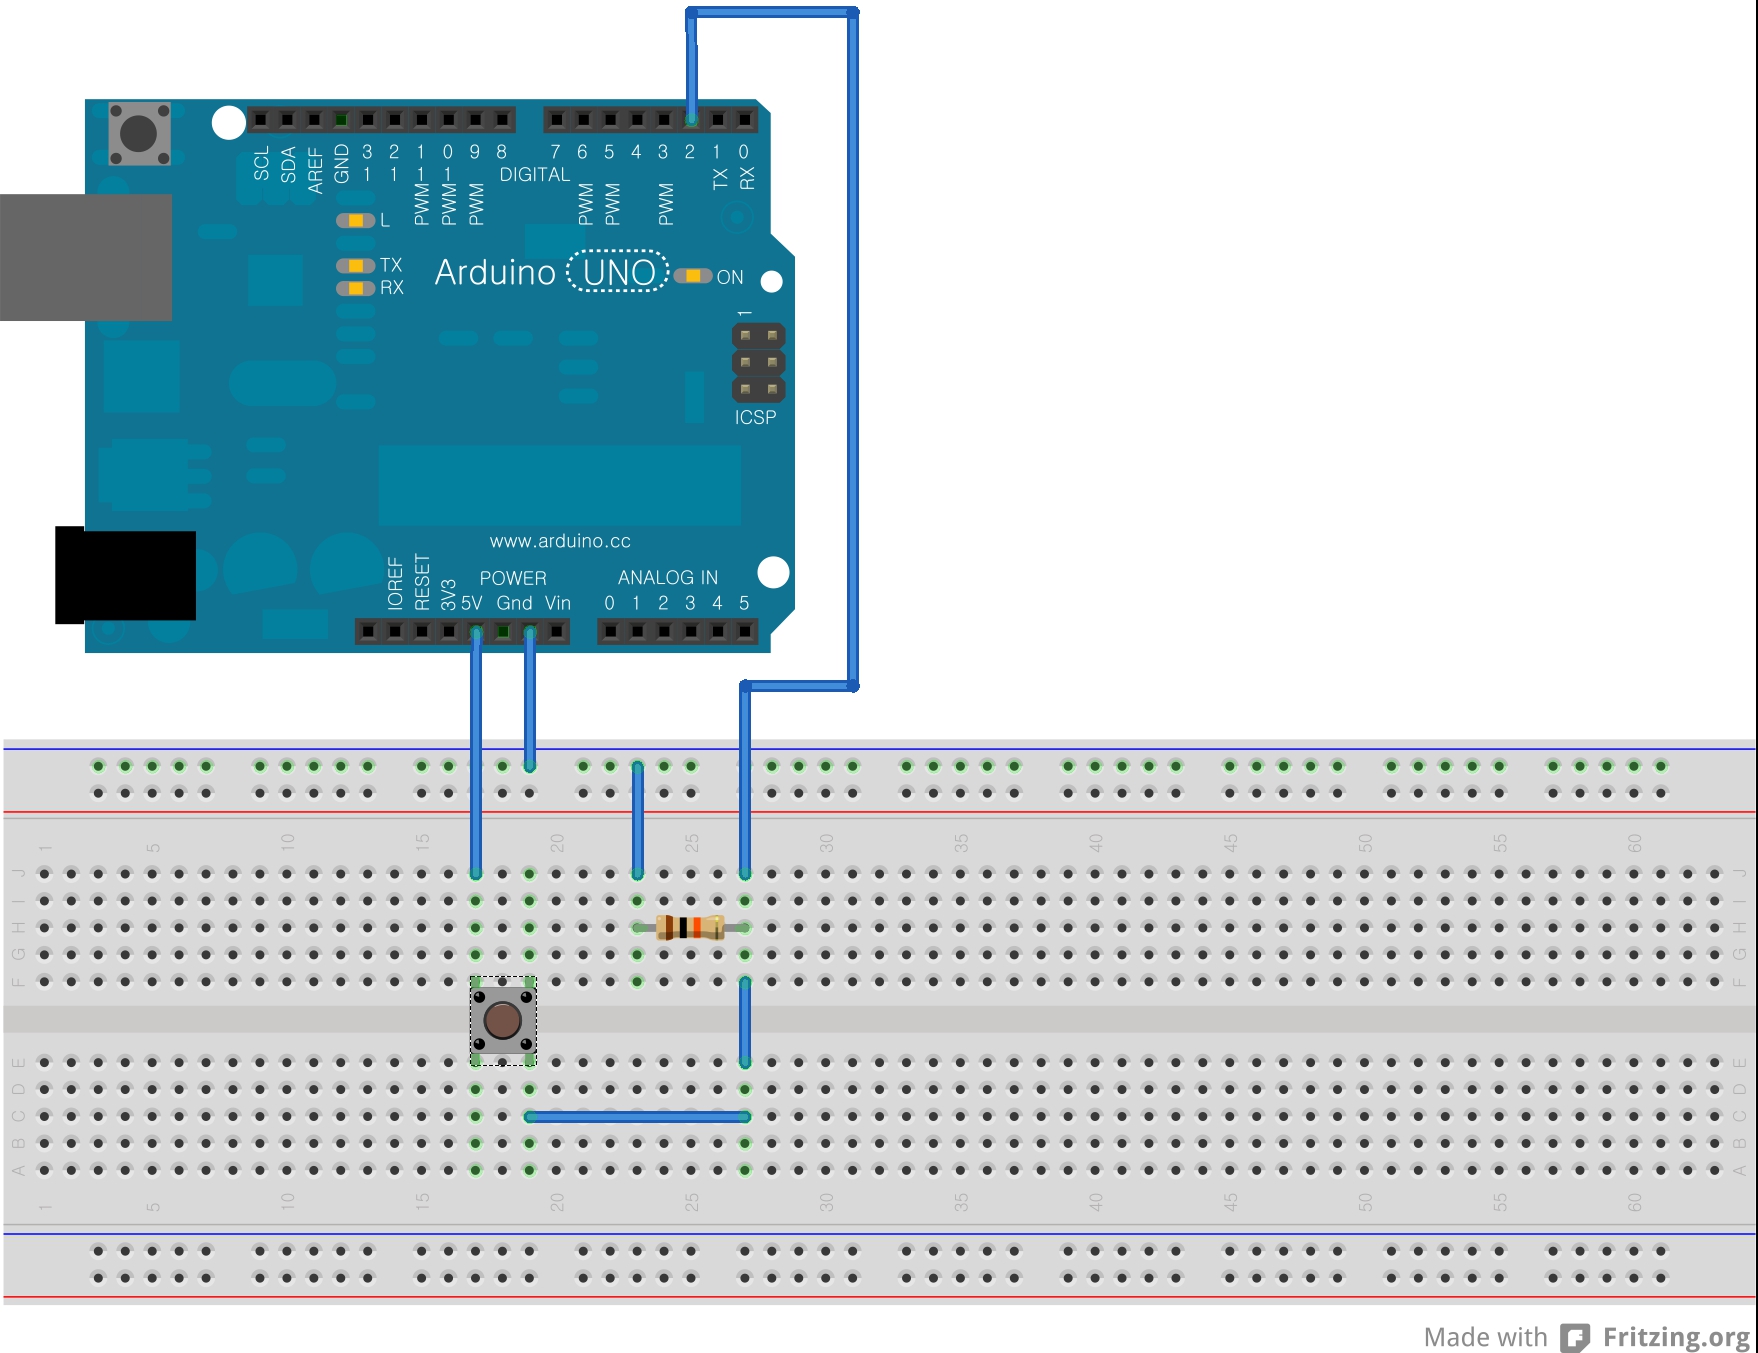 SCL SDA AREF GND 13 12 11 10 9 8 7 6 5 4 3 2 1 0
PWM PWM PWM DIGITAL PWM PWM PWM TX RX
L
TX
RX
Arduino UNO ON
1
ICSP
www.arduino.cc
IOREF RESET 3V3 5V Gnd Vin
POWER
ANALOG IN
0 1 2 3 4 5
1 5 10 15 20 25 30 35 40 45 50 55 60
J J
I I
H H
G G
F F
E E
D D
C C
B B
A A
1 5 10 15 20 25 30 35 40 45 50 55 60
Made with Fritzing.org